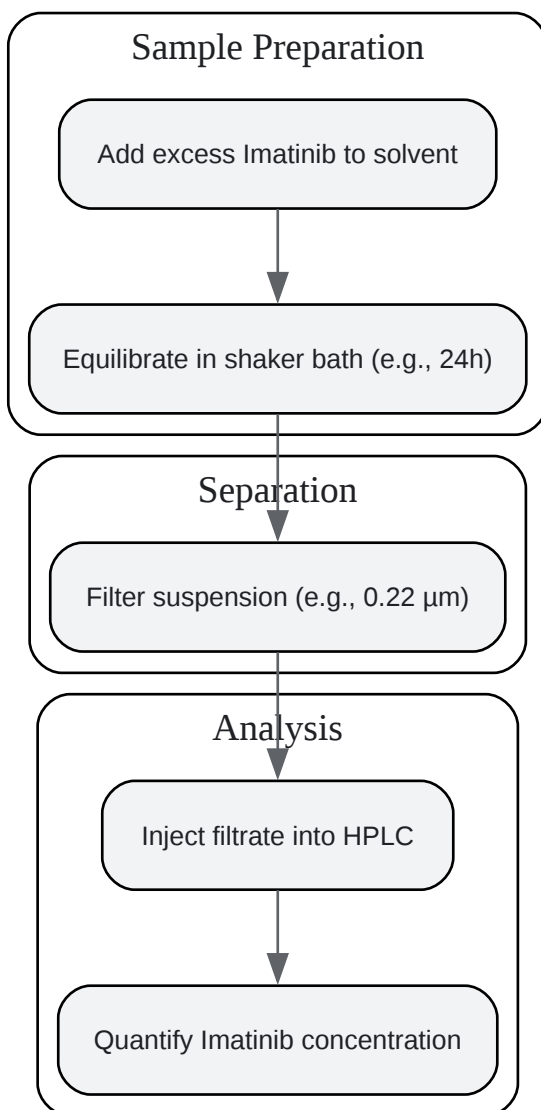 Sample Preparation
Add excess Imatinib to solvent
Equilibrate in shaker bath (e.g., 24h)
Separation
Filter suspension (e.g., 0.22 µm)
Analysis
Inject filtrate into HPLC
Quantify Imatinib concentration